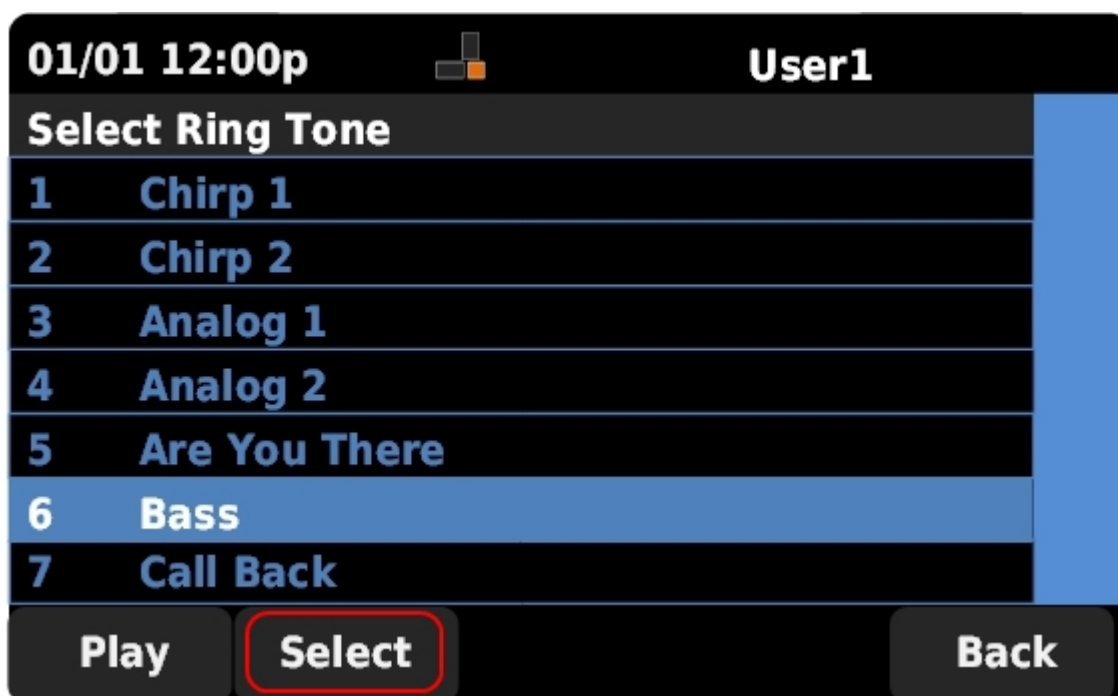 01/01 12:00p User1
Select Ring Tone
1 Chirp 1
2 Chirp 2
3 Analog 1
4 Analog 2
5 Are You There
6 Bass
7 Call Back
Play Select Back